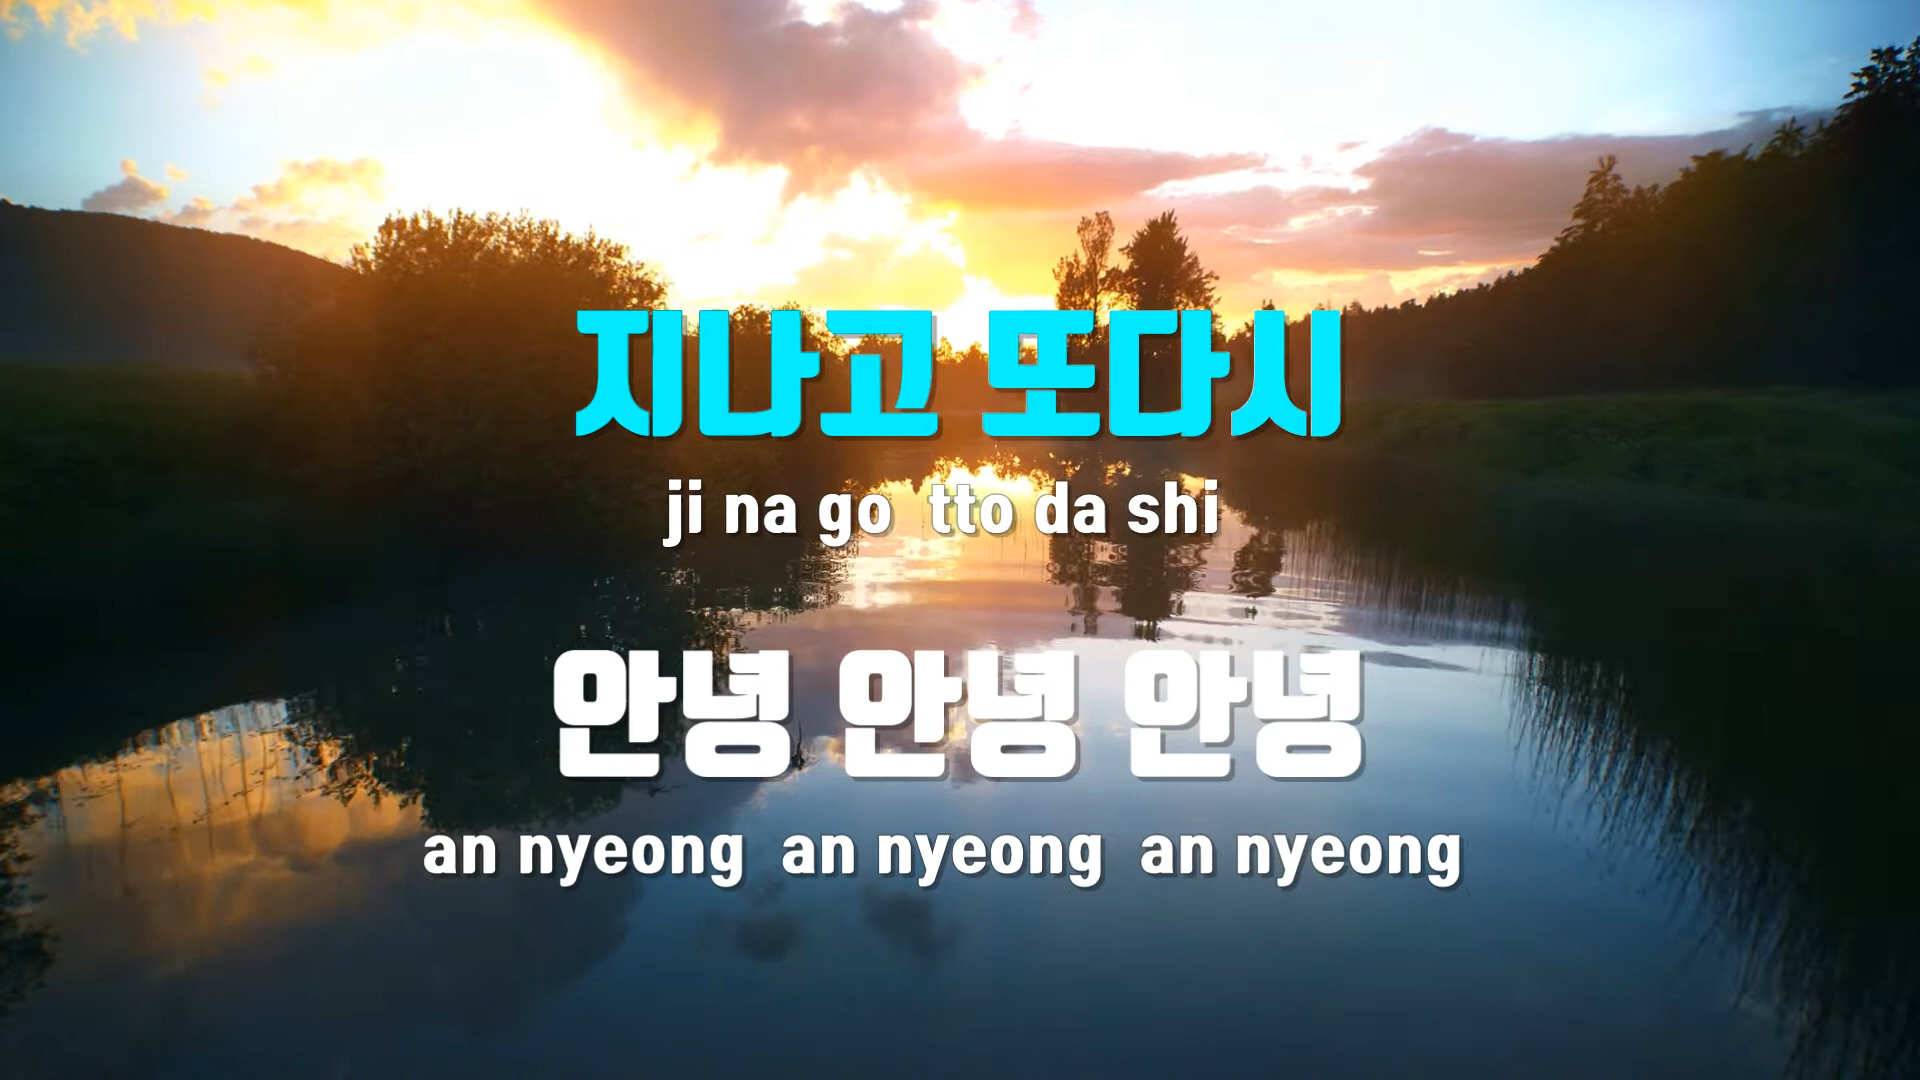 지나고 또다시
ji na go tto da shi
안녕 안녕 안녕
an nyeong an nyeong an nyeong